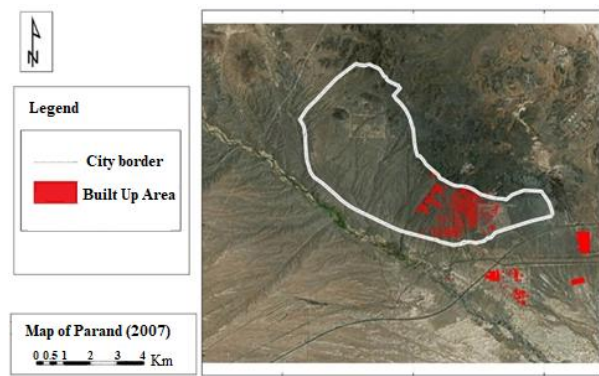 N
Legend
City border
Built Up Area
Map of Parand (2007)
0 0.5 1 2 3 4 Km